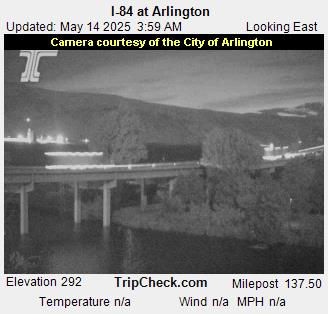 I-84 at Arlington
Updated: May 14 2025 3:59 AM Looking East
Camera courtesy of the City of Arlington
Elevation 292 TripCheck.com Milepost 137.50
Temperature n/a Wind n/a MPH n/a